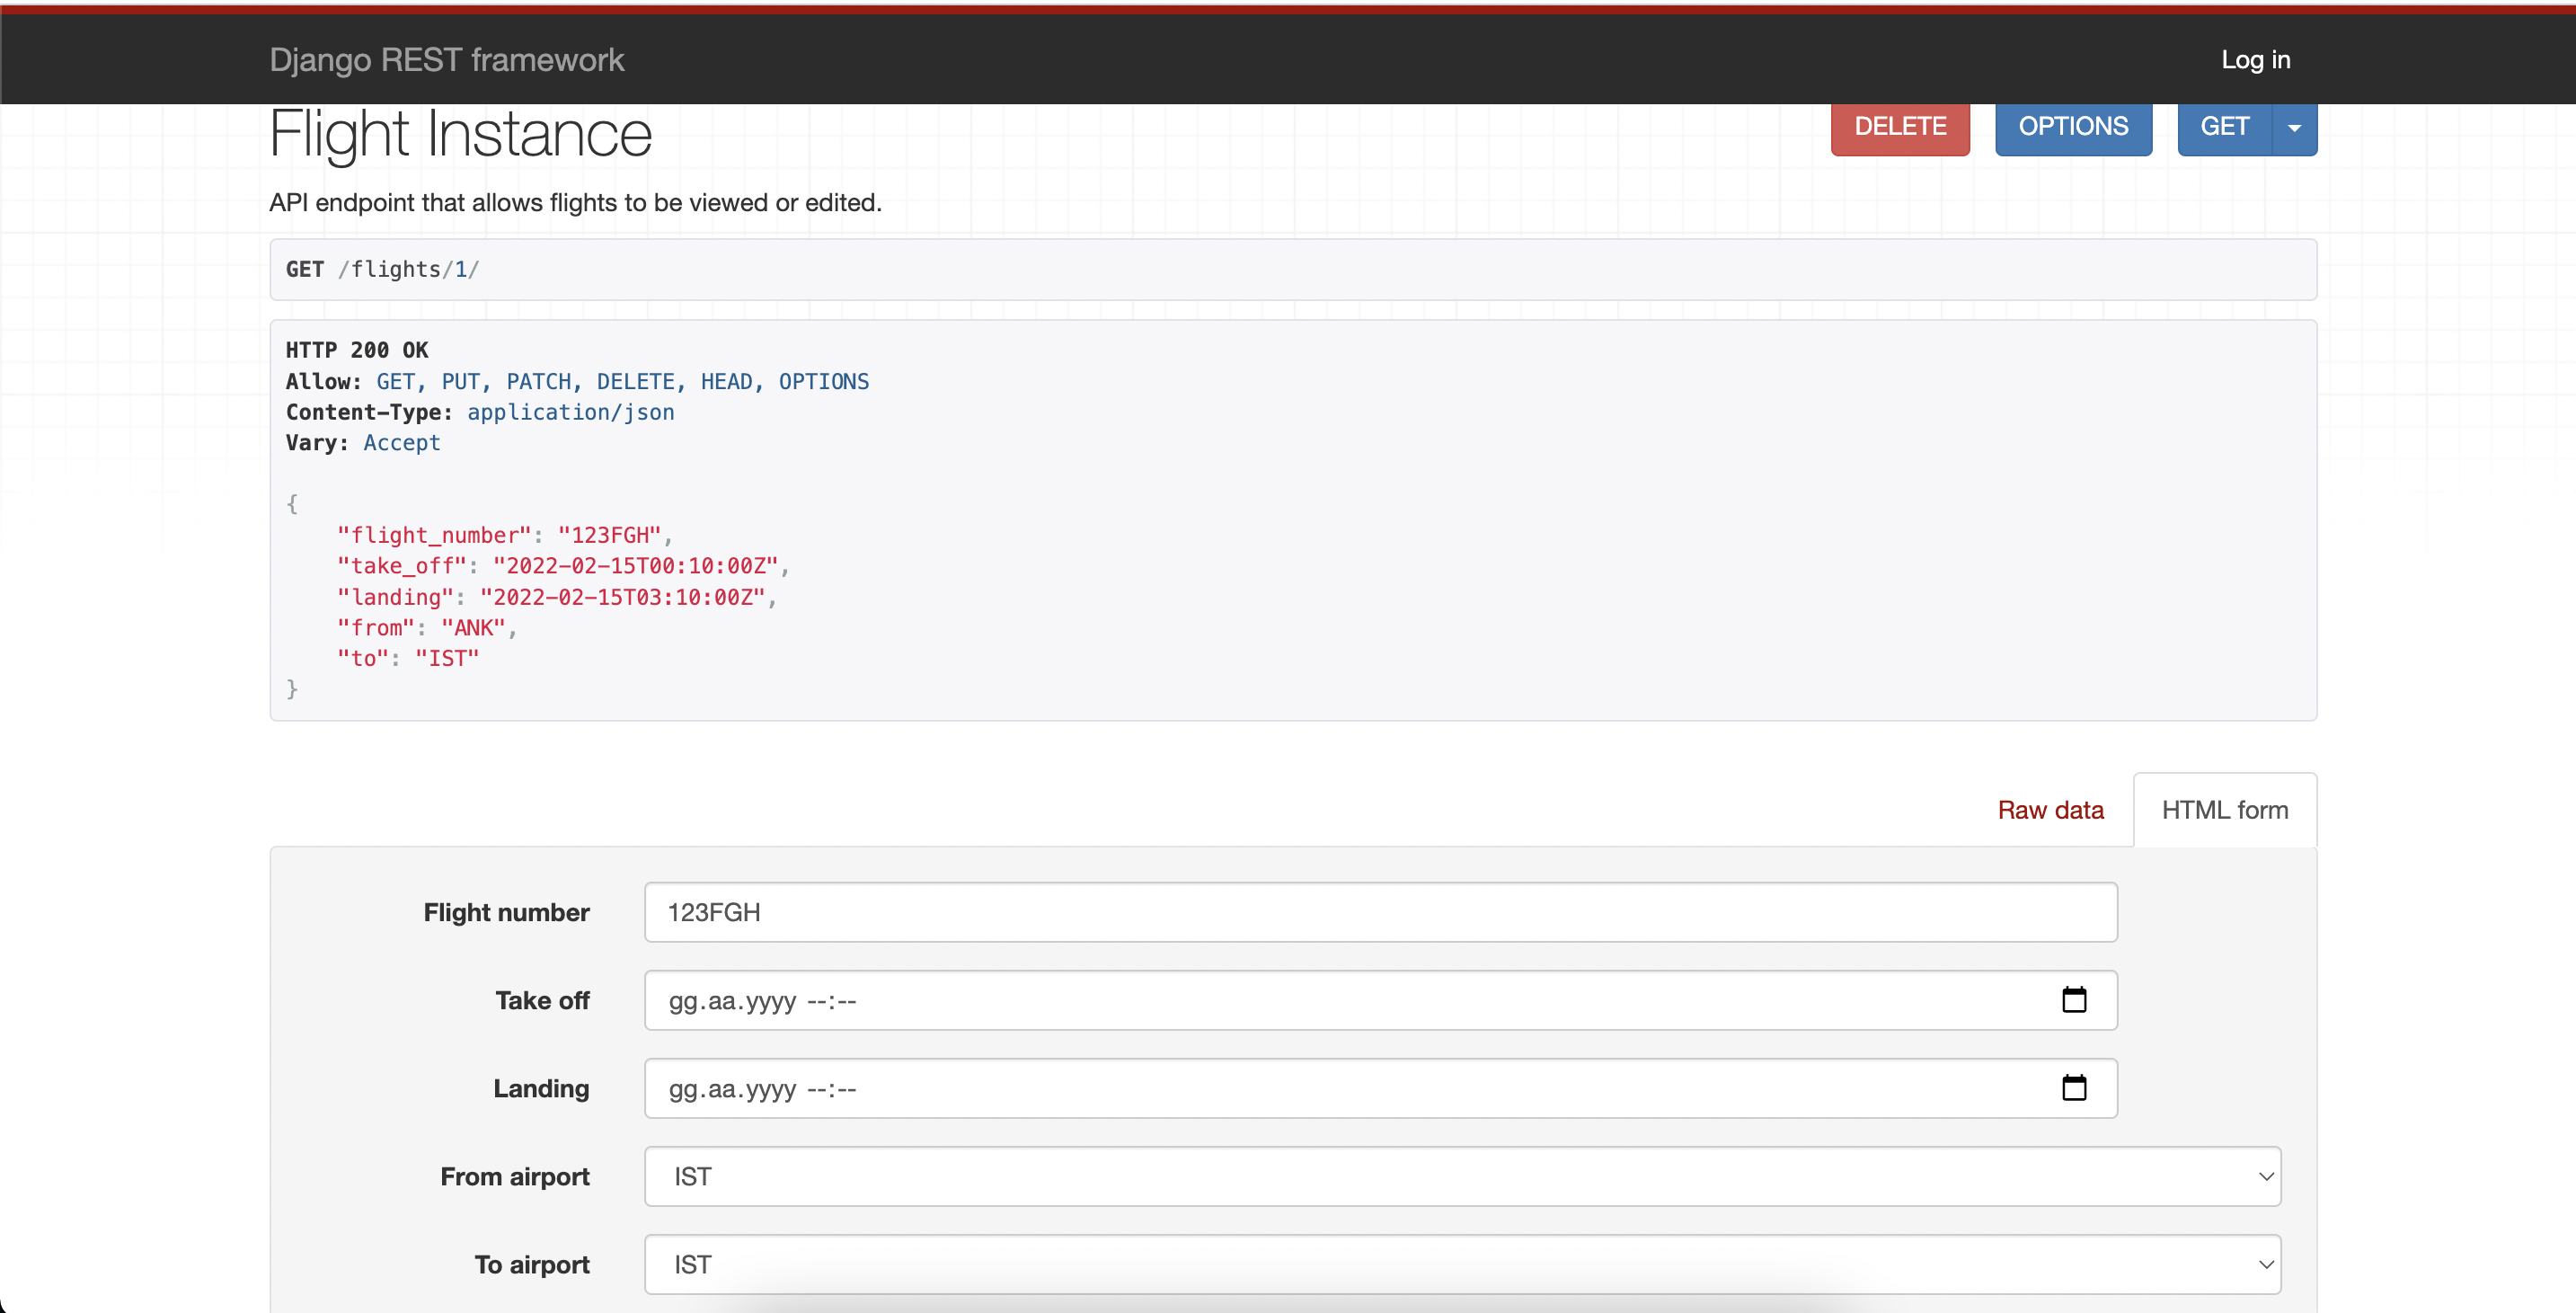 Django REST framework
Log in
Flight Instance
DELETE
OPTIONS
GET
API endpoint that allows flights to be viewed or edited.
GET /flights/1/
HTTP 200 OK
Allow: GET, PUT, PATCH, DELETE, HEAD, OPTIONS
Content-Type: application/json
Vary: Accept
{
    "flight_number": "123FGH",
    "take_off": "2022-02-15T00:10:00Z",
    "landing": "2022-02-15T03:10:00Z",
    "from": "ANK",
    "to": "IST"
}
Raw data
HTML form
Flight number
123FGH
Take off
gg.aa.yyyy --:--
Landing
gg.aa.yyyy --:--
From airport
IST
To airport
IST